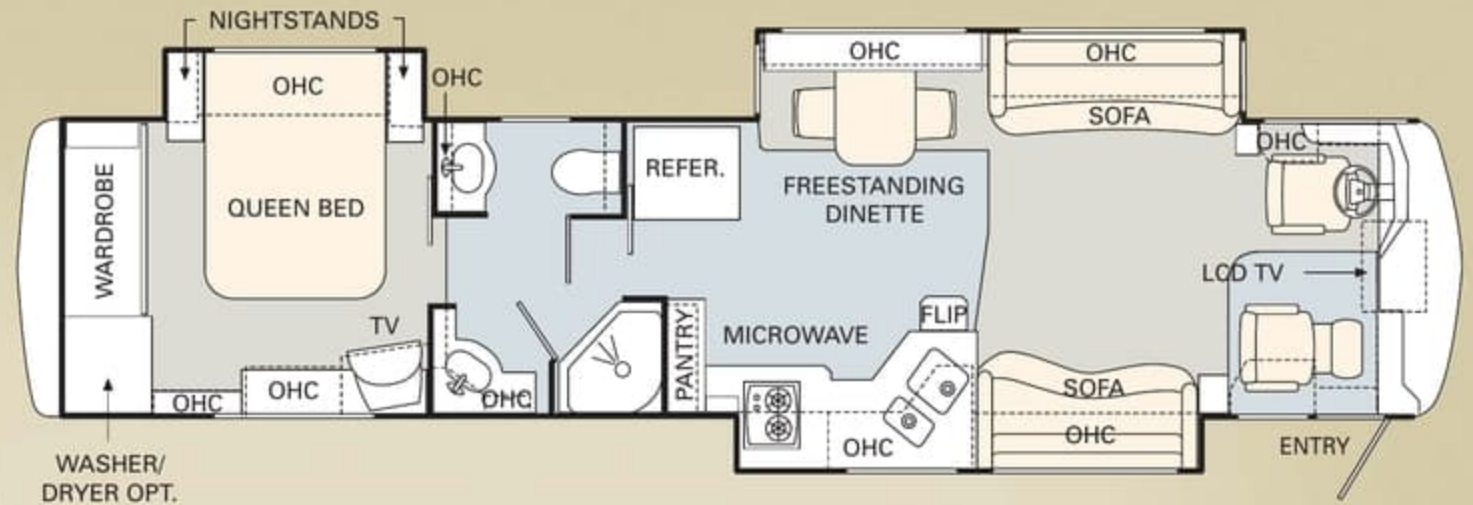 NIGHTSTANDS
OHC
OHC
OHC
OHC
SOFA
OHC
WARDROBE
QUEEN BED
REFER.
FREESTANDING
DINETTE
LCD TV
TV
PANTRY
MICROWAVE
FLIP
OHC
OHC
OHC
OHC
SOFA
OHC
ENTRY
WASHER/
DRYER OPT.